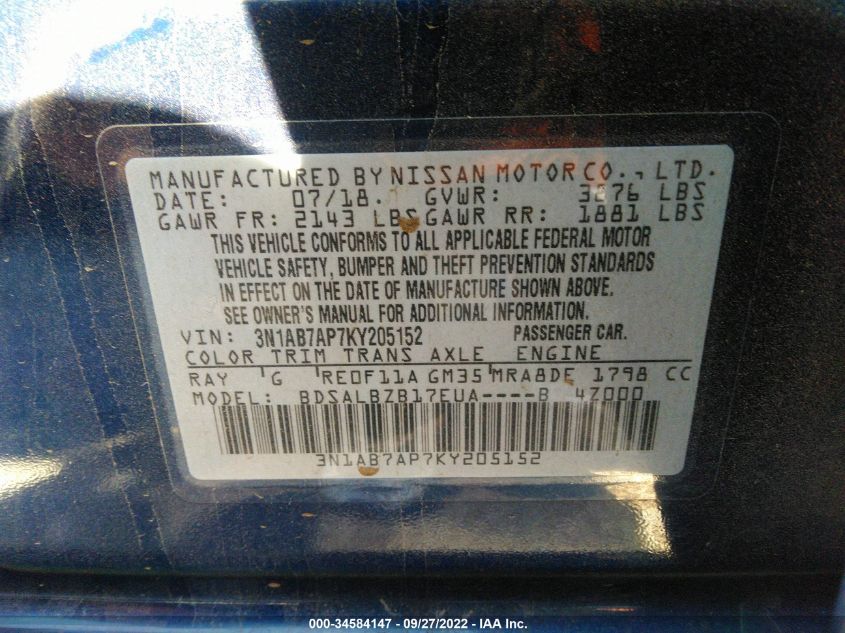 MANUFACTURED BY NISSAN MOTOR CO., LTD.
DATE: 07/18. GVWR: 3876 LBS
GAWR FR: 2143 LBS GAWR RR: 1881 LBS
THIS VEHICLE CONFORMS TO ALL APPLICABLE FEDERAL MOTOR
VEHICLE SAFETY, BUMPER AND THEFT PREVENTION STANDARDS
IN EFFECT ON THE DATE OF MANUFACTURE SHOWN ABOVE.
SEE OWNER'S MANUAL FOR ADDITIONAL INFORMATION.
VIN: 3N1AB7AP7KY205152 PASSENGER CAR.
COLOR TRIM TRANS AXLE ENGINE
RAY G RE0F11A GM35 MRA8DE 1798 CC
MODEL: BDSALBZB17EUA----B 4Z000
3N1AB7AP7KY205152
000-34584147 - 09/27/2022 - IAA Inc.